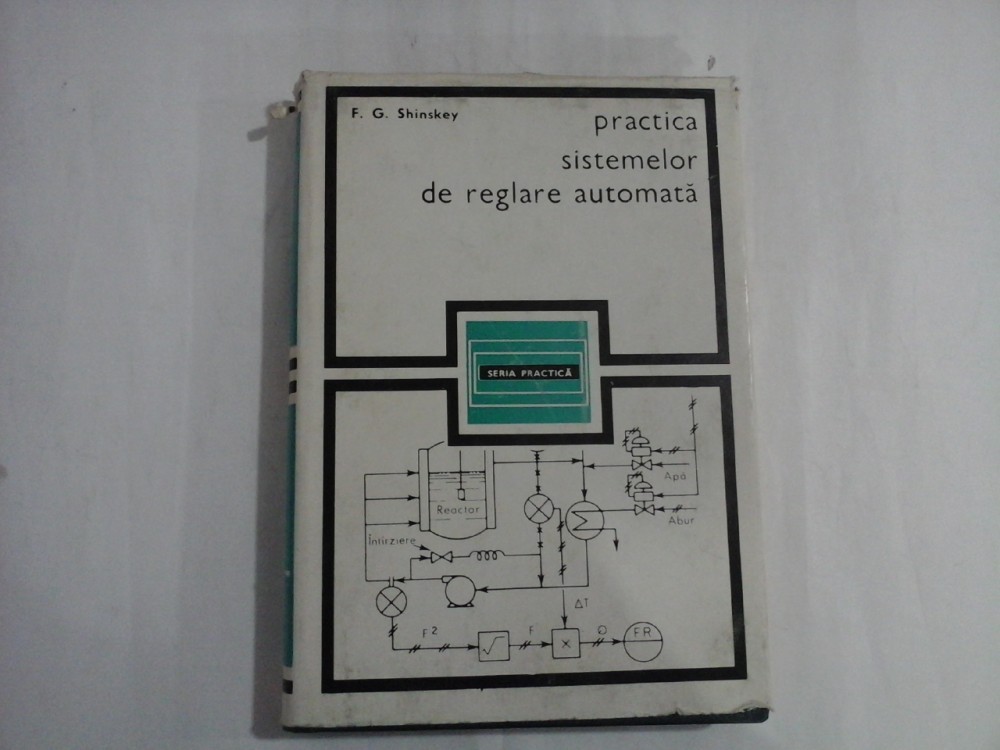 F. G. Shinskey
practica
sistemelor
de reglare automată
SERIA PRACTICĂ
Apă
Reactor
Abur
Întîrziere
ΔT
F²
√
F
×
Q
FR